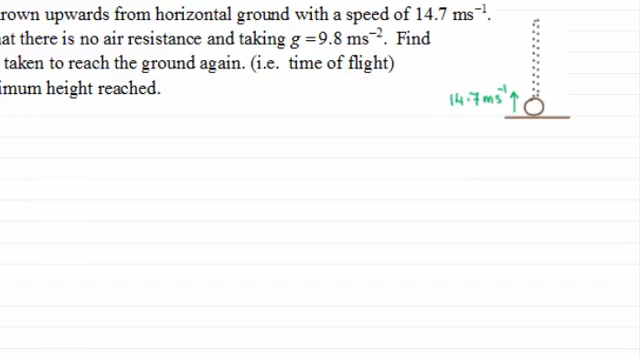 rown upwards from horizontal ground with a speed of 14.7 ms⁻¹.
at there is no air resistance and taking g = 9.8 ms⁻². Find
taken to reach the ground again. (i.e. time of flight)
imum height reached.
14.7ms⁻¹